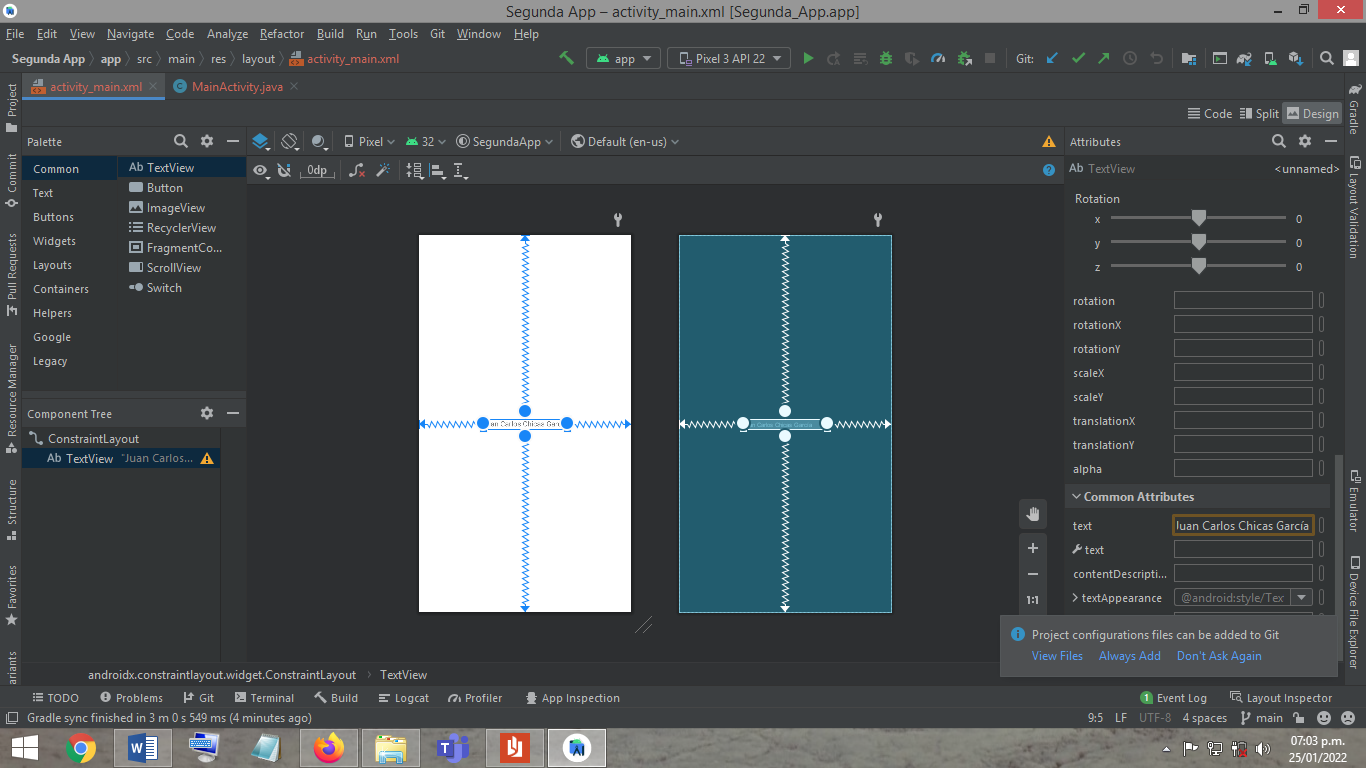 Segunda App – activity_main.xml [Segunda_App.app]
File Edit View Navigate Code Analyze Refactor Build Run Tools Git Window Help
Segunda App app src main res layout activity_main.xml app Pixel 3 API 22 Git:
activity_main.xml MainActivity.java
Code Split Design
Palette
Common
Text
Buttons
Widgets
Layouts
Containers
Helpers
Google
Legacy
Ab TextView
Button
ImageView
RecyclerView
FragmentCo...
ScrollView
Switch
Pixel 32 SegundaApp Default (en-us)
0dp
Component Tree
ConstraintLayout
Ab TextView "Juan Carlos...
an Carlos Chicas Garc
1:1
Attributes
Ab TextView <unnamed>
Rotation
x 0
y 0
z 0
rotation
rotationX
rotationY
scaleX
scaleY
translationX
translationY
alpha
Common Attributes
text Juan Carlos Chicas García
text
contentDescripti...
textAppearance @android:style/Tex
Project configurations files can be added to Git
View Files Always Add Don't Ask Again
Project
Commit
Pull Requests
Resource Manager
Structure
Favorites
ariants
Gradle
Layout Validation
Emulator
Device File Explorer
androidx.constraintlayout.widget.ConstraintLayout TextView
TODO Problems Git Terminal Build Logcat Profiler App Inspection 1 Event Log Layout Inspector
Gradle sync finished in 3 m 0 s 549 ms (4 minutes ago) 9:5 LF UTF-8 4 spaces main
07:03 p.m.
25/01/2022